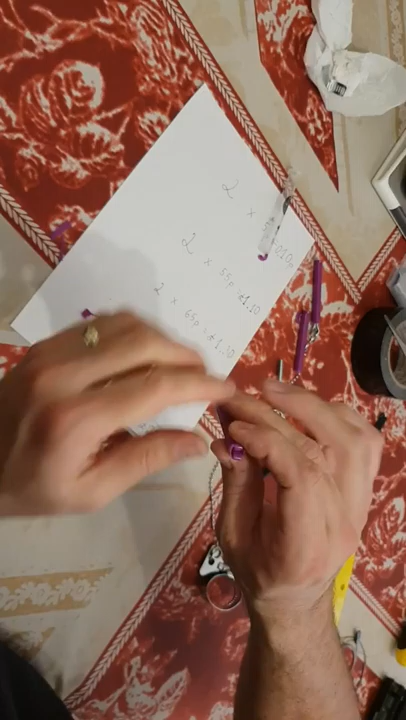 2 x
2 x 55p = £1.10
2 x 65p = £1.30